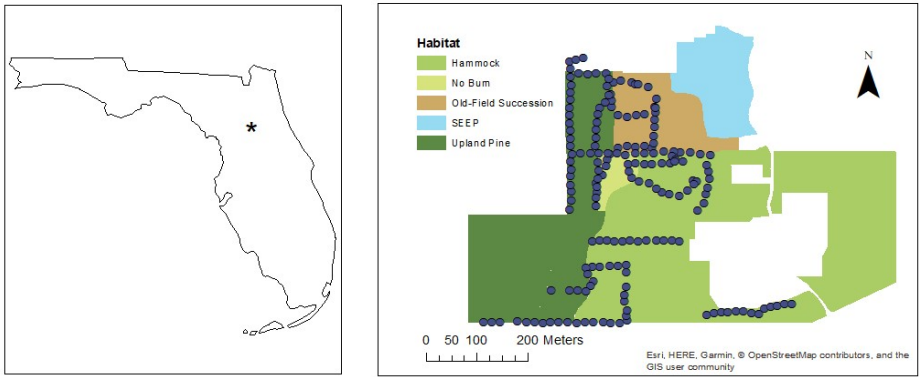 *
Habitat
Hammock
No Burn
Old-Field Succession
SEEP
Upland Pine
N
0 50 100 200 Meters
Esri, HERE, Garmin, © OpenStreetMap contributors, and the
GIS user community